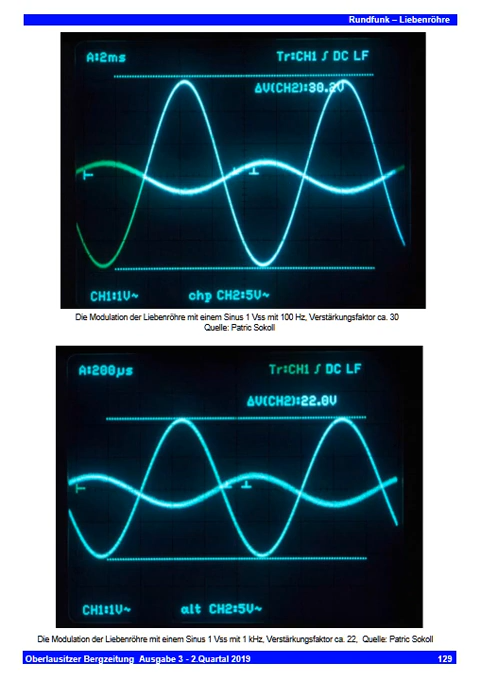 Rundfunk – Liebenröhre
A:2ms Tr:CH1 ∫ DC LF
ΔV(CH2):30.2V
CH1:1V~ chp CH2:5V~
Die Modulation der Liebenröhre mit einem Sinus 1 Vss mit 100 Hz, Verstärkungsfaktor ca. 30
Quelle: Patric Sokoll
A:200µs Tr:CH1 ∫ DC LF
ΔV(CH2):22.0V
CH1:1V~ alt CH2:5V~
Die Modulation der Liebenröhre mit einem Sinus 1 Vss mit 1 kHz, Verstärkungsfaktor ca. 22, Quelle: Patric Sokoll
Oberlausitzer Bergzeitung Ausgabe 3 - 2.Quartal 2019 129